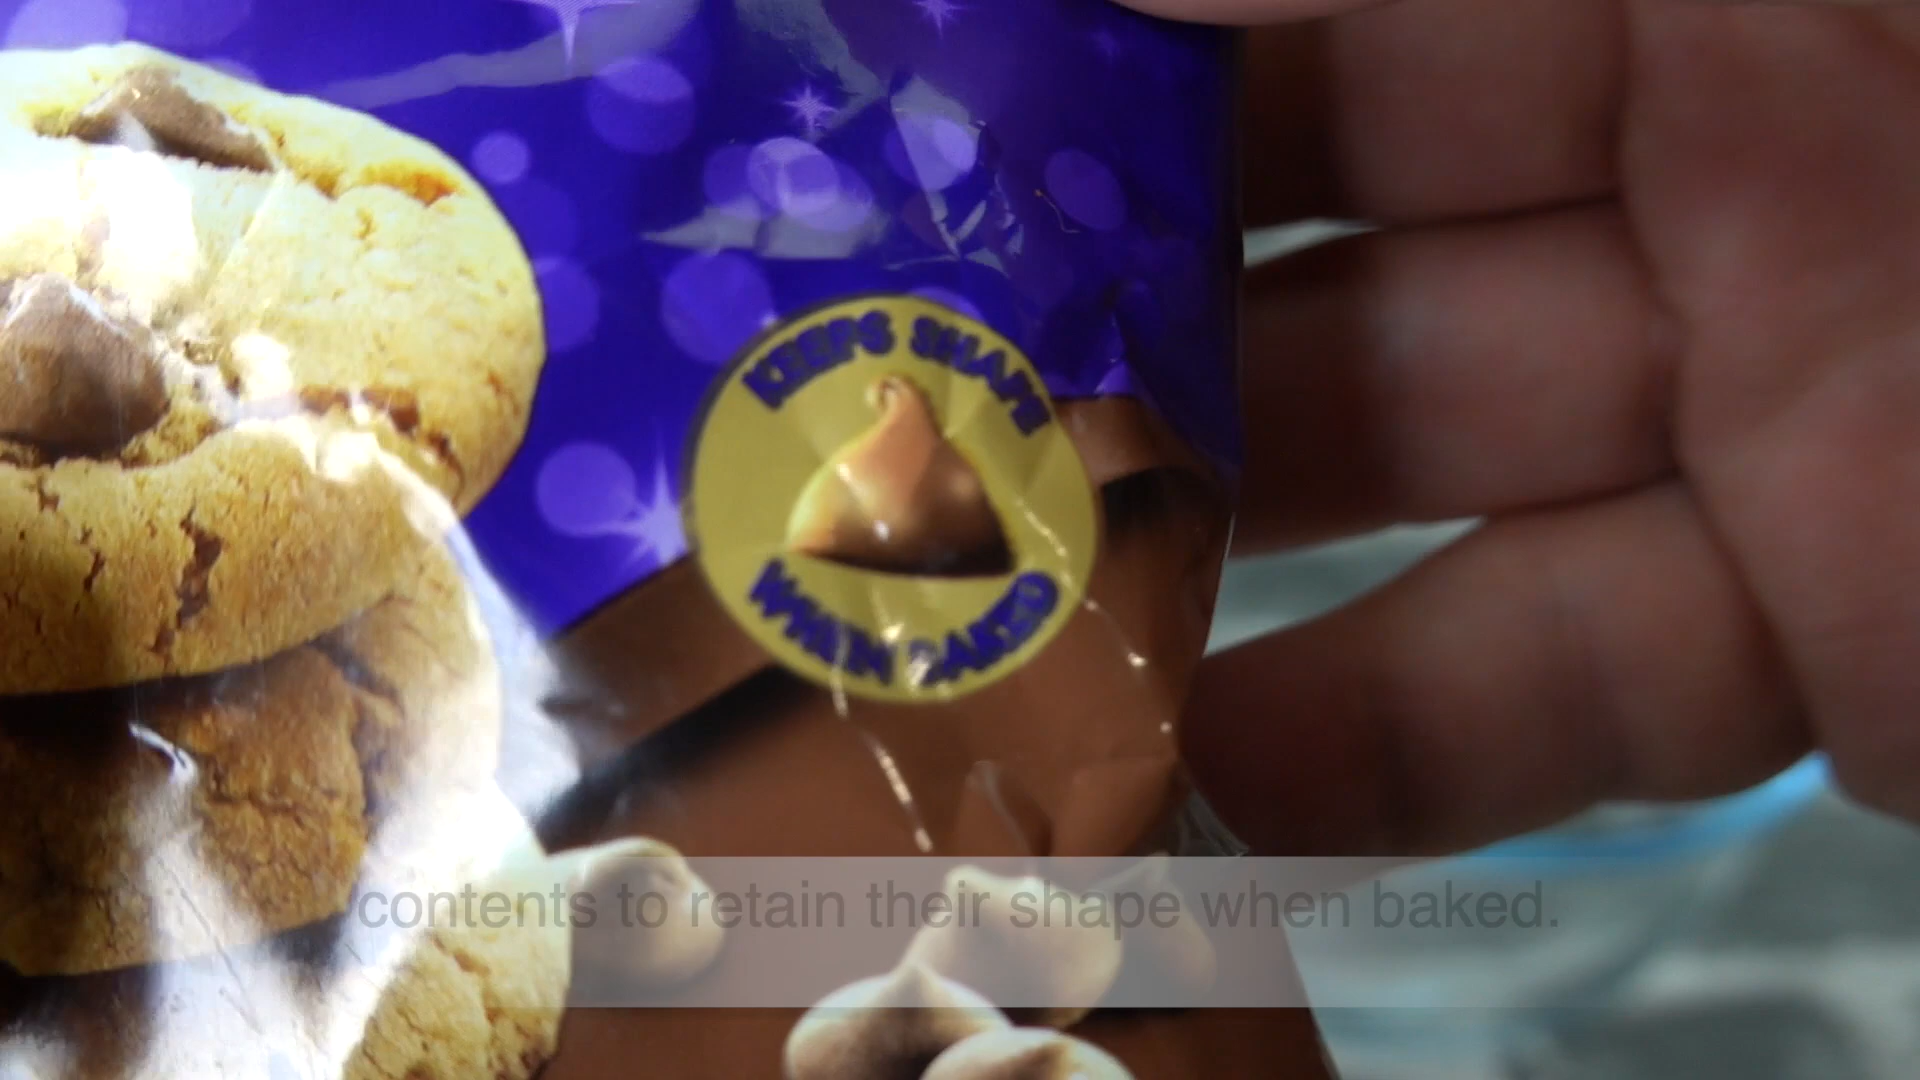 KEEPS SHAPE
WHEN BAKED
contents to retain their shape when baked.